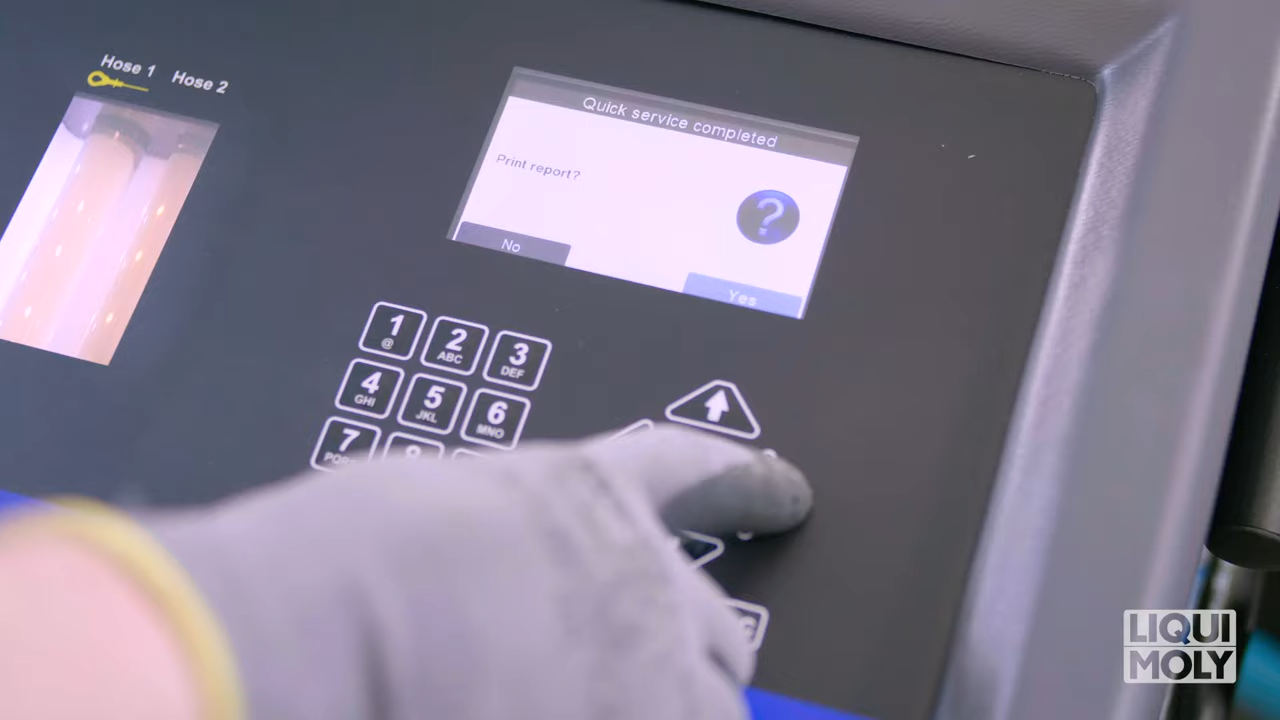 Hose 1
Hose 2
Quick service completed
Print report?
No
Yes
1
@
2
ABC
3
DEF
4
GHI
5
JKL
6
MNO
7
LIQUI
MOLY